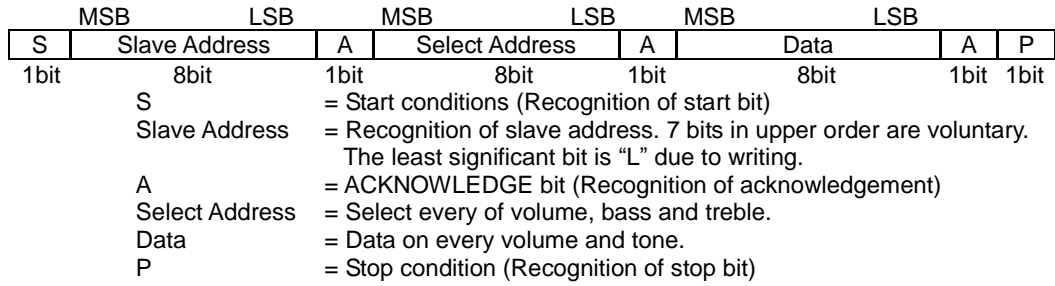 MSB LSB MSB LSB MSB LSB
S Slave Address A Select Address A Data A P
1bit 8bit 1bit 8bit 1bit 8bit 1bit 1bit
S = Start conditions (Recognition of start bit)
Slave Address = Recognition of slave address. 7 bits in upper order are voluntary.
The least significant bit is “L” due to writing.
A = ACKNOWLEDGE bit (Recognition of acknowledgement)
Select Address = Select every of volume, bass and treble.
Data = Data on every volume and tone.
P = Stop condition (Recognition of stop bit)